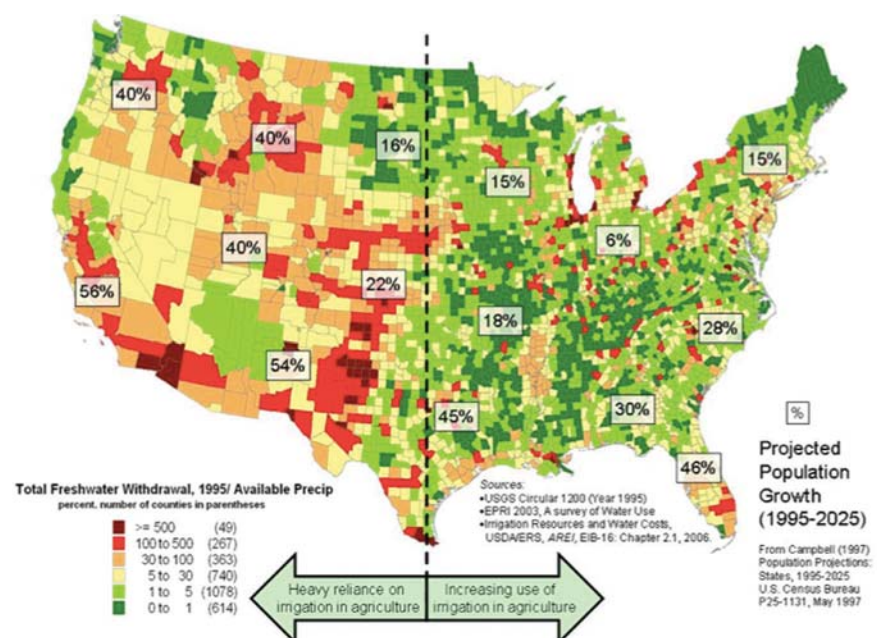 40%
40%
16%
15%
15%
40%
6%
56%
22%
18%
28%
54%
45%
30%
46%
%
Projected
Population
Growth
(1995-2025)
From Campbell (1997)
Population Projections:
States, 1995-2025
U.S. Census Bureau
P25-1131, May 1997
Sources:
•USGS Circular 1200 (Year 1995)
•EPRI 2003, A survey of Water Use
•Irrigation Resources and Water Costs,
USDA/ERS, AREI, EIB-16: Chapter 2.1, 2006.
Total Freshwater Withdrawal, 1995/ Available Precip
percent. number of counties in parentheses
>= 500 (49)
100 to 500 (267)
30 to 100 (363)
5 to 30 (740)
1 to 5 (1078)
0 to 1 (614)
Heavy reliance on
irrigation in agriculture
Increasing use of
irrigation in agriculture